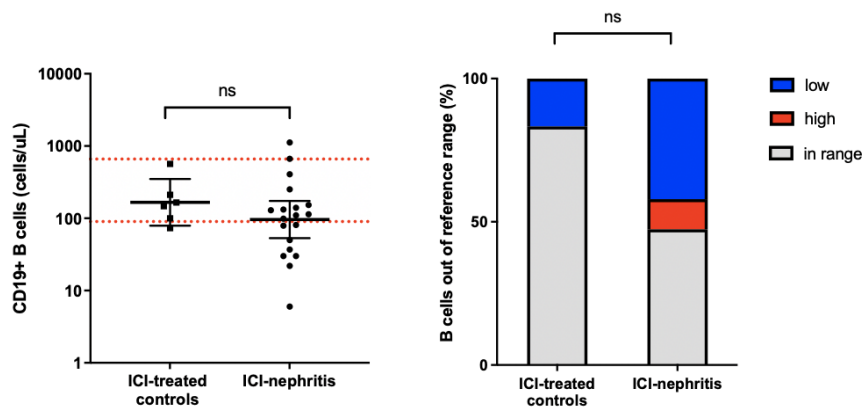 CD19+ B cells (cells/uL)
10000
1000
100
10
1
ns
ICI-treated
controls
ICI-nephritis
B cells out of reference range (%)
100
50
0
ns
ICI-treated
controls
ICI-nephritis
low
high
in range